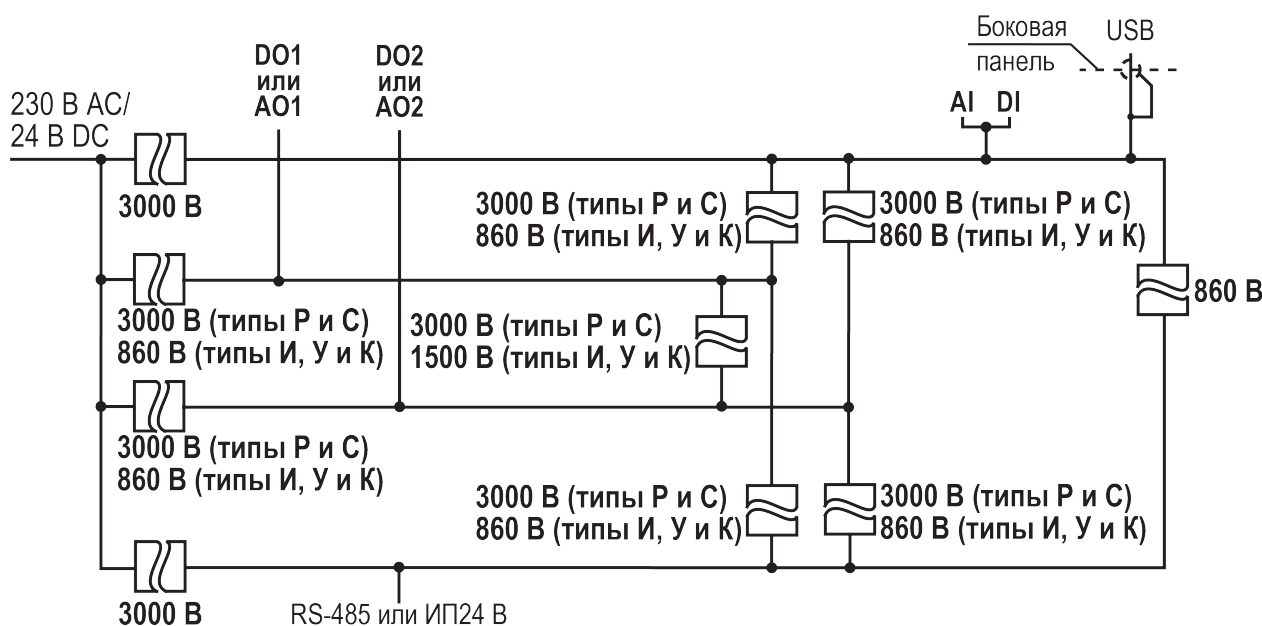 Боковая
панель
USB
DO1
или
AO1
DO2
или
AO2
230 В AC/
24 В DC
AI DI
3000 В
3000 В (типы Р и С)
860 В (типы И, У и К)
3000 В (типы Р и С)
860 В (типы И, У и К)
860 В
3000 В (типы Р и С)
860 В (типы И, У и К)
3000 В (типы Р и С)
1500 В (типы И, У и К)
3000 В (типы Р и С)
860 В (типы И, У и К)
3000 В (типы Р и С)
860 В (типы И, У и К)
3000 В (типы Р и С)
860 В (типы И, У и К)
3000 В
RS-485 или ИП24 В